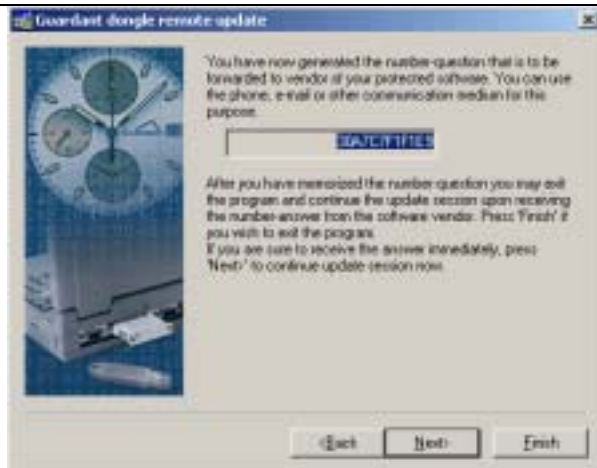 Guardant dongle remote update
You have now generated the number-question that is to be
forwarded to vendor of your protected software. You can use
the phone, e-mail or other communication medium for this
purpose.
After you have memorized the number question you may exit
the program and continue the update session upon receiving
the number-answer from the software vendor. Press 'Finish' if
you wish to exit the program.
If you are sure to receive the answer immediately, press
'Next>' to continue update session now.
<Back Next> Finish